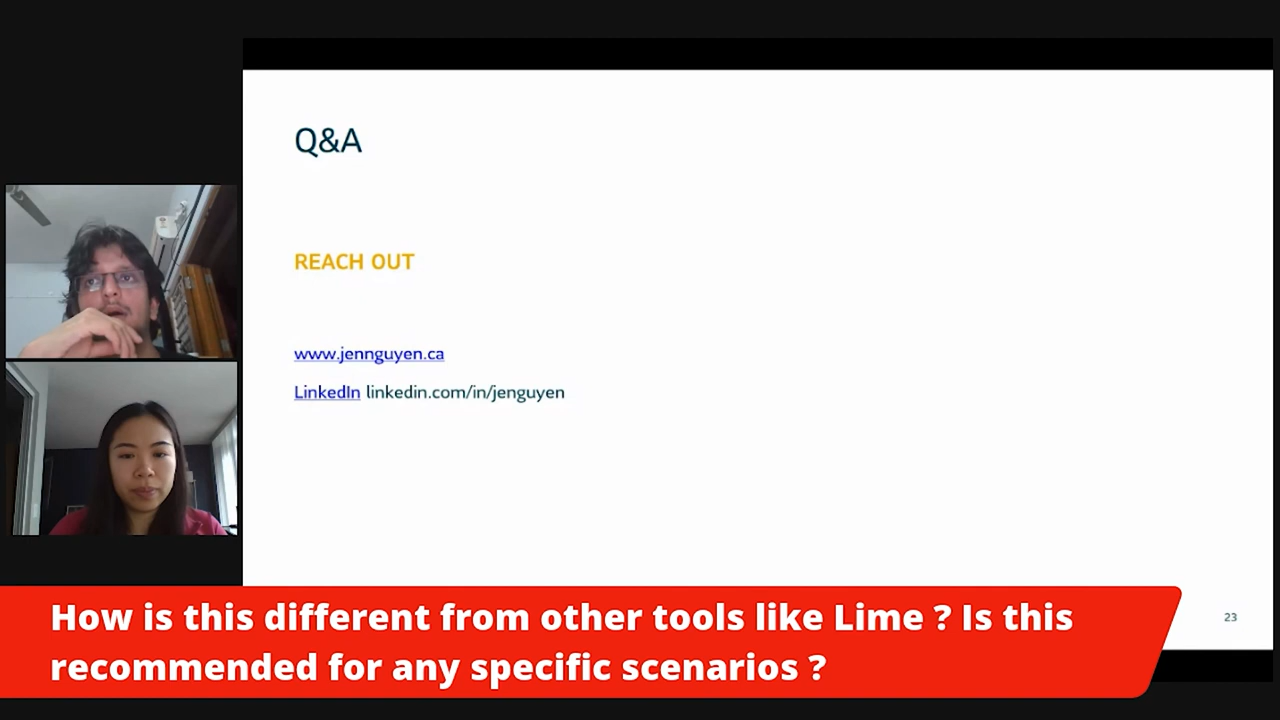 Q&A
REACH OUT
www.jennguyen.ca
LinkedIn linkedin.com/in/jenguyen
23
How is this different from other tools like Lime ? Is this
recommended for any specific scenarios ?